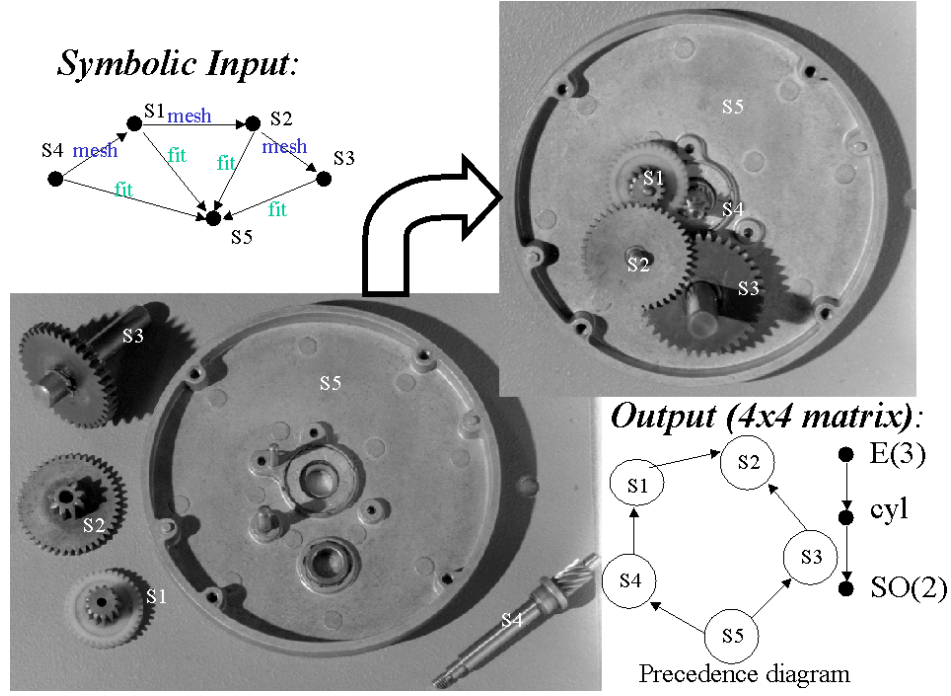 Symbolic Input:
S1
mesh
S2
S4
mesh
fit
fit
mesh
S3
fit
fit
S5
S5
S1
S4
S2
S3
S3
S5
S2
S1
S4
Output (4x4 matrix):
S2
E(3)
S1
cyl
S3
S4
SO(2)
S5
Precedence diagram